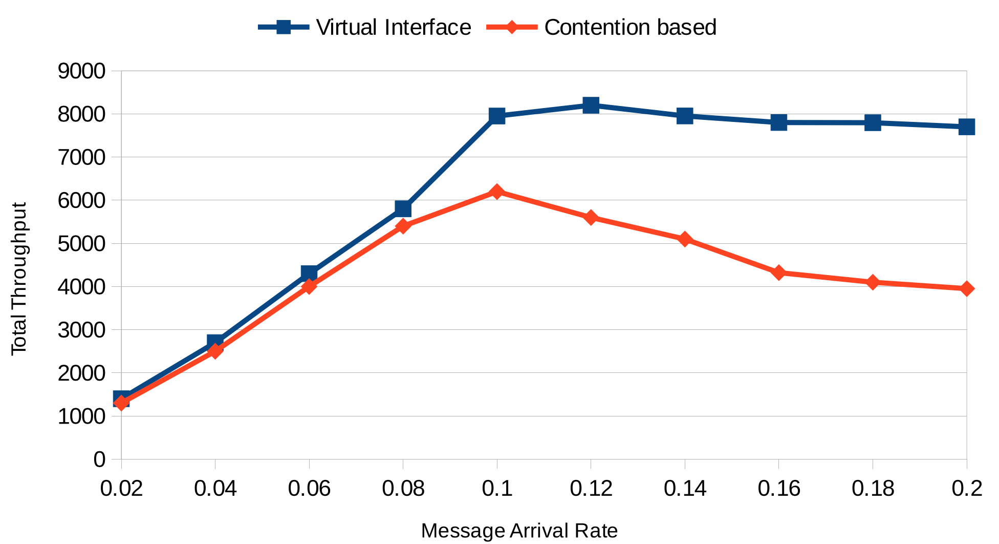 Virtual Interface Contention based
9000
8000
7000
6000
5000
4000
3000
2000
1000
0
Total Throughput
0.02 0.04 0.06 0.08 0.1 0.12 0.14 0.16 0.18 0.2
Message Arrival Rate